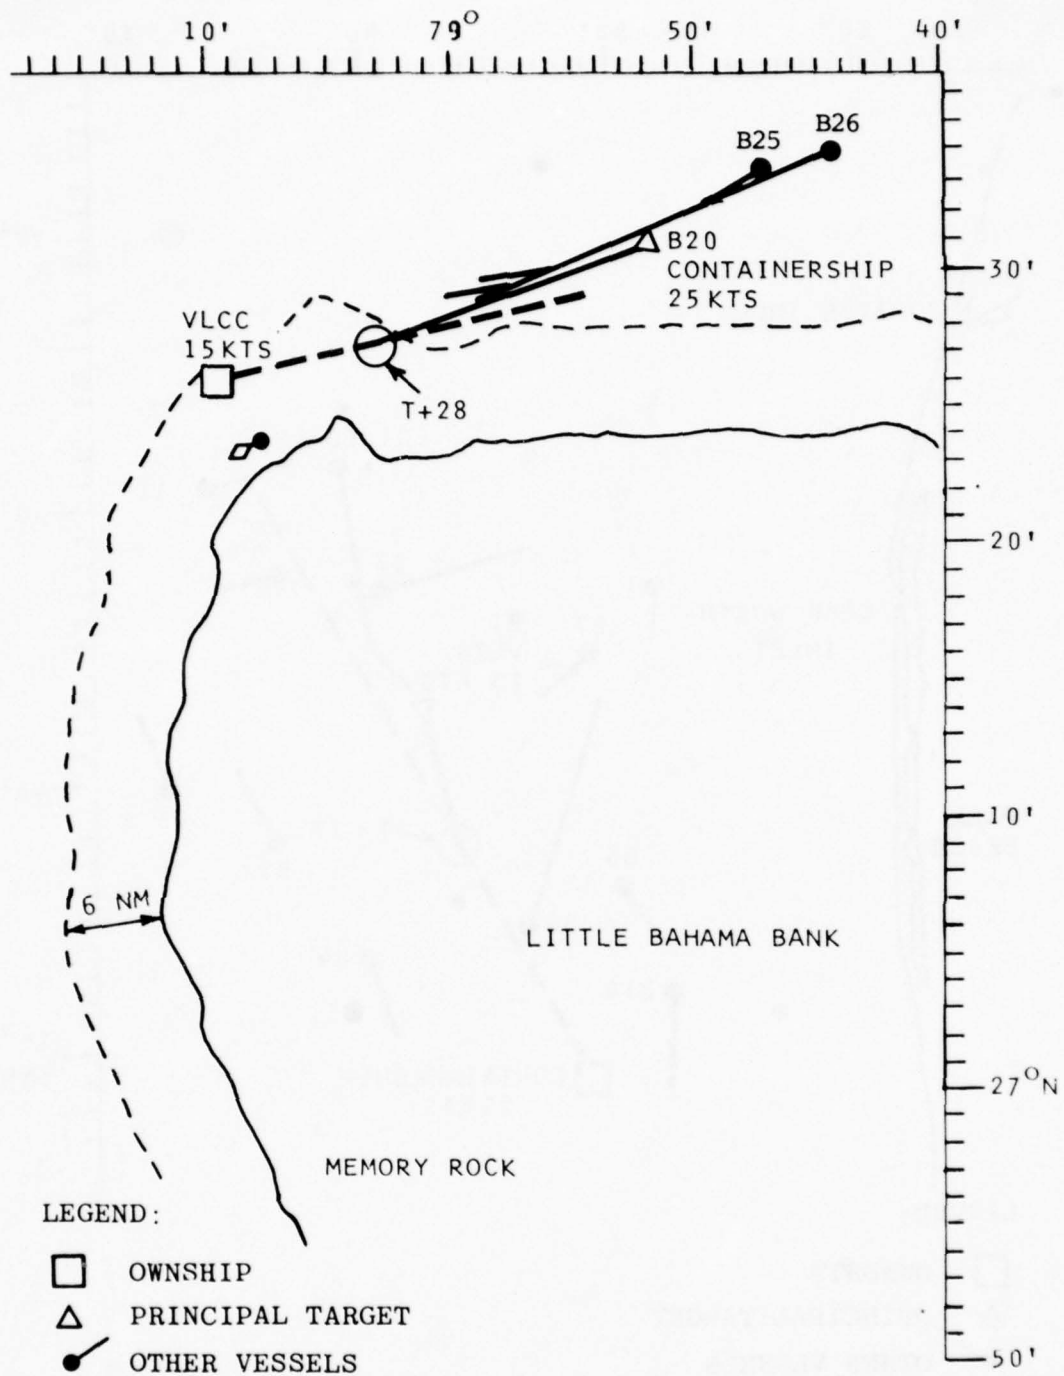 10' 79° 50' 40'
B26
B25
B20
CONTAINERSHIP
25 KTS
30'
VLCC
15 KTS
T+28
20'
10'
6 NM
LITTLE BAHAMA BANK
27°N
MEMORY ROCK
LEGEND:
OWNSHIP
PRINCIPAL TARGET
OTHER VESSELS
50'